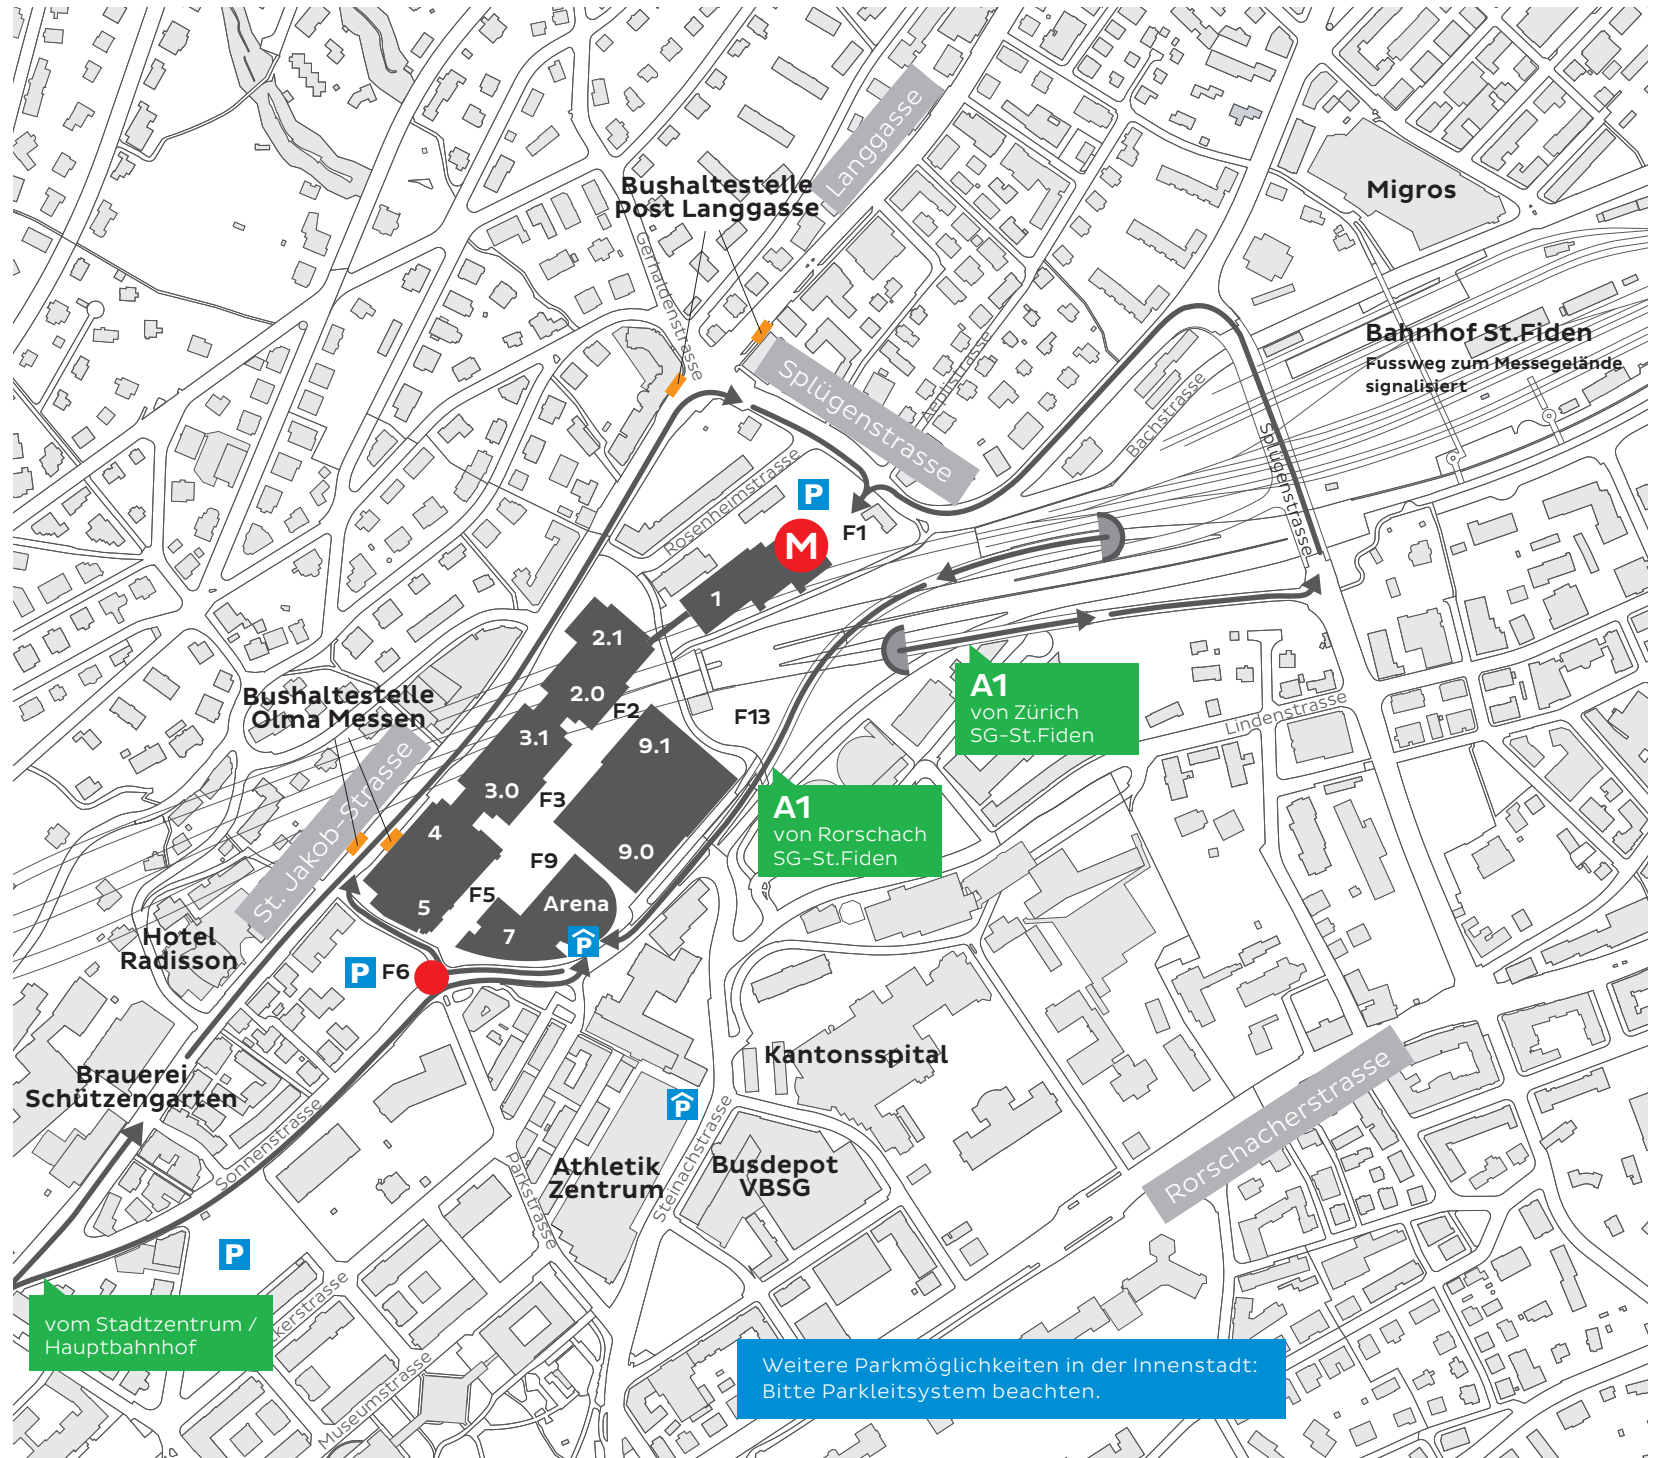 Langgasse
Bushaltestelle
Post Langgasse
Migros
Gerhaldenstrasse
Bahnhof St.Fiden
Fussweg zum Messegelände
signalisiert
Splügenstrasse
Aeplistrasse
Bachstrasse
Splügenstrasse
Rosenheimstrasse
P
M
F1
1
2.1
2.0
F2
Bushaltestelle
Olma Messen
3.1
9.1
F13
A1
von Zürich
SG-St.Fiden
Lindenstrasse
St. Jakob-Strasse
3.0
F3
4
9.0
A1
von Rorschach
SG-St.Fiden
F9
F5
Arena
5
7
P
Hotel
Radisson
P
F6
Kantonsspital
Brauerei
Schützengarten
P
Sonnenstrasse
Rorschacherstrasse
Parkstrasse
Athletik
Zentrum
Steinachstrasse
Busdepot
VBSG
P
vom Stadtzentrum /
Hauptbahnhof
ckerstrasse
Museumstrasse
Weitere Parkmöglichkeiten in der Innenstadt:
Bitte Parkleitsystem beachten.